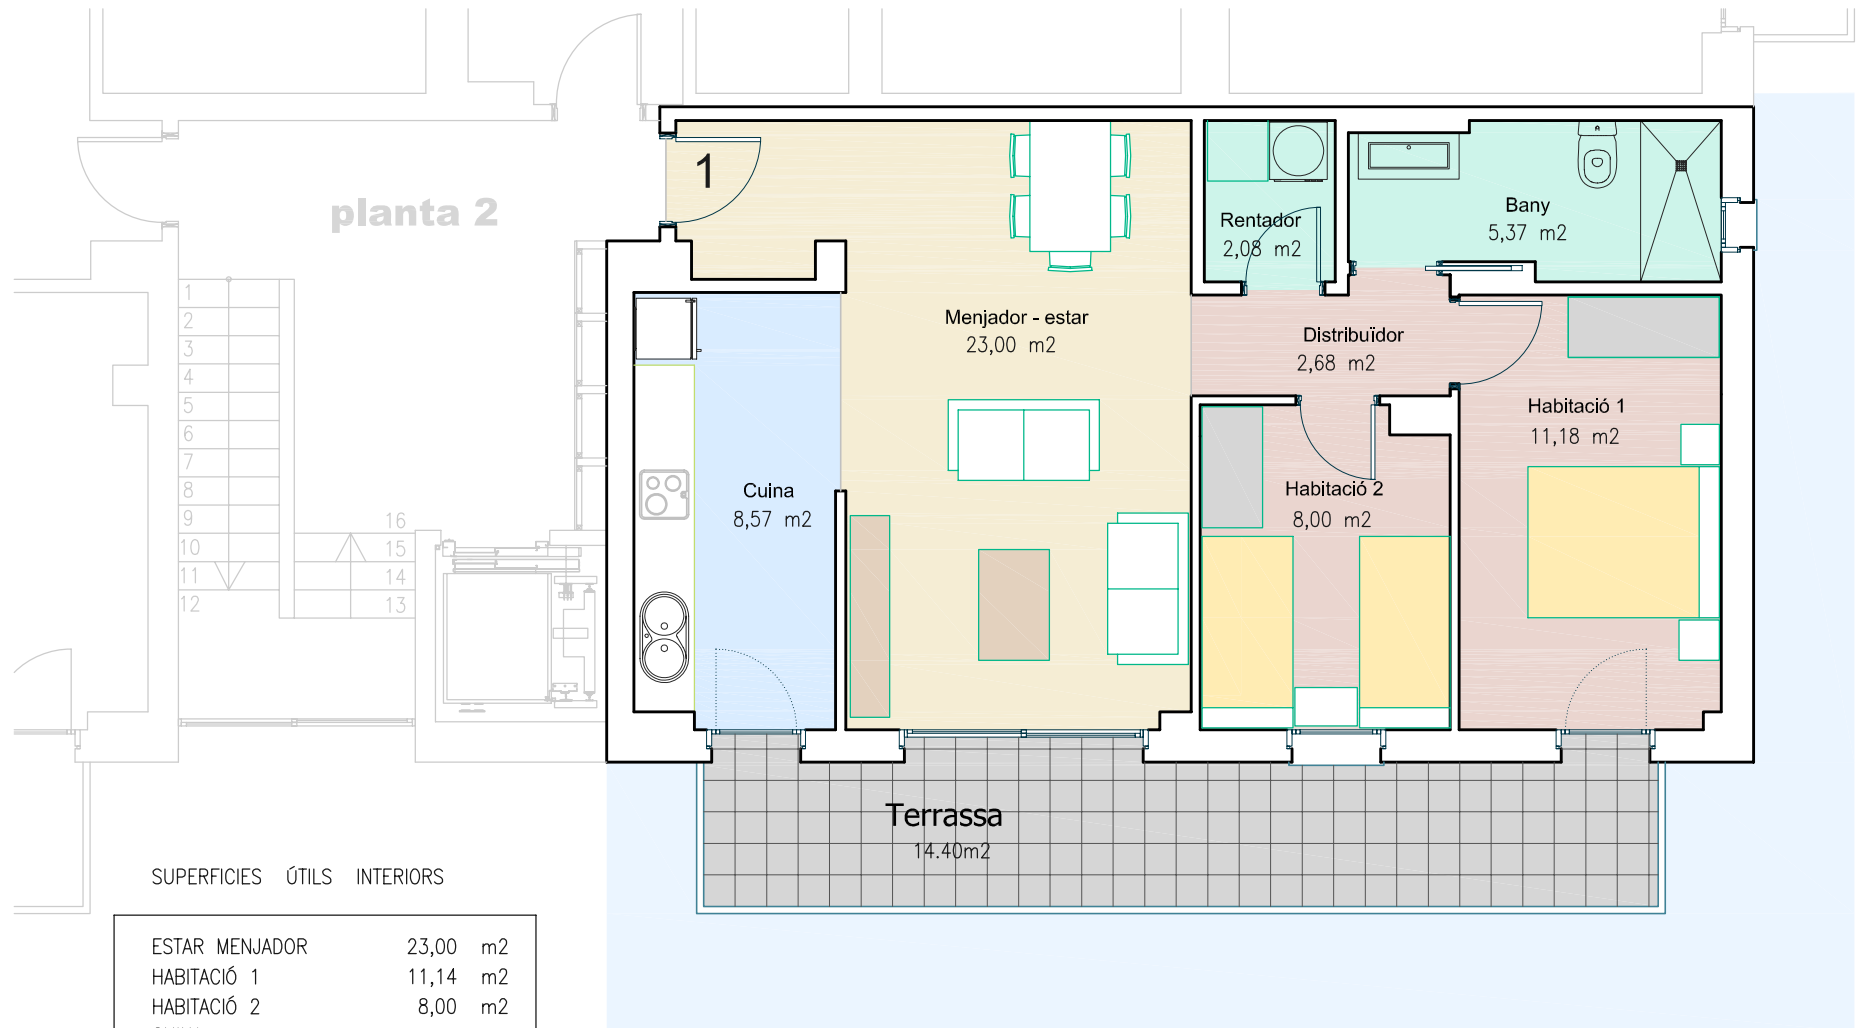 planta 2
1
Rentador
2,08 m2
Bany
5,37 m2
Menjador - estar
23,00 m2
Distribuïdor
2,68 m2
Habitació 1
11,18 m2
Cuina
8,57 m2
Habitació 2
8,00 m2
1
2
3
4
5
6
7
8
9
10
11
12
16
15
14
13
Terrassa
14.40m2
SUPERFICIES ÚTILS INTERIORS
ESTAR MENJADOR 23,00 m2
HABITACIÓ 1 11,14 m2
HABITACIÓ 2 8,00 m2